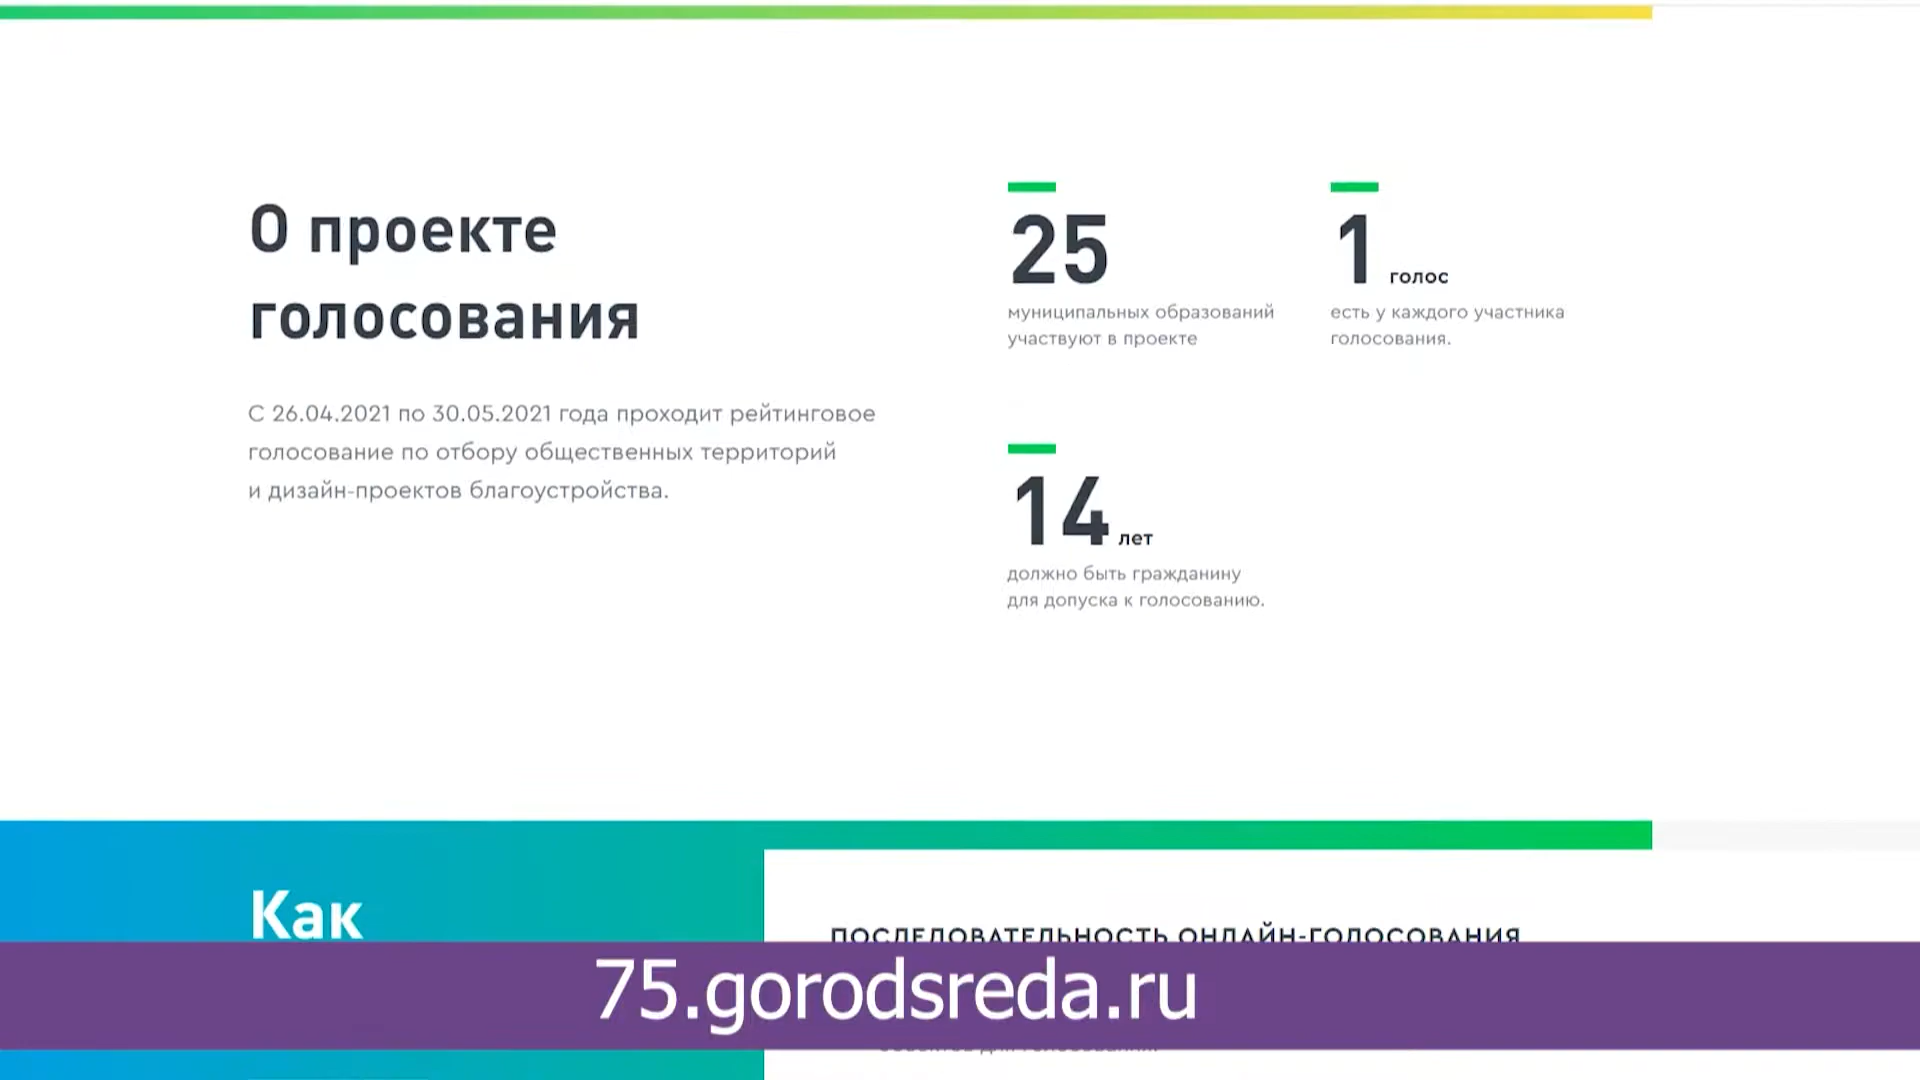 О проекте
голосования
С 26.04.2021 по 30.05.2021 года проходит рейтинговое
голосование по отбору общественных территорий
и дизайн-проектов благоустройства.
25
муниципальных образований
участвуют в проекте
1 голос
есть у каждого участника
голосования.
14 лет
должно быть гражданину
для допуска к голосованию.
Как
ПОСЛЕДОВАТЕЛЬНОСТЬ ОНЛАЙН-ГОЛОСОВАНИЯ
75.gorodsreda.ru